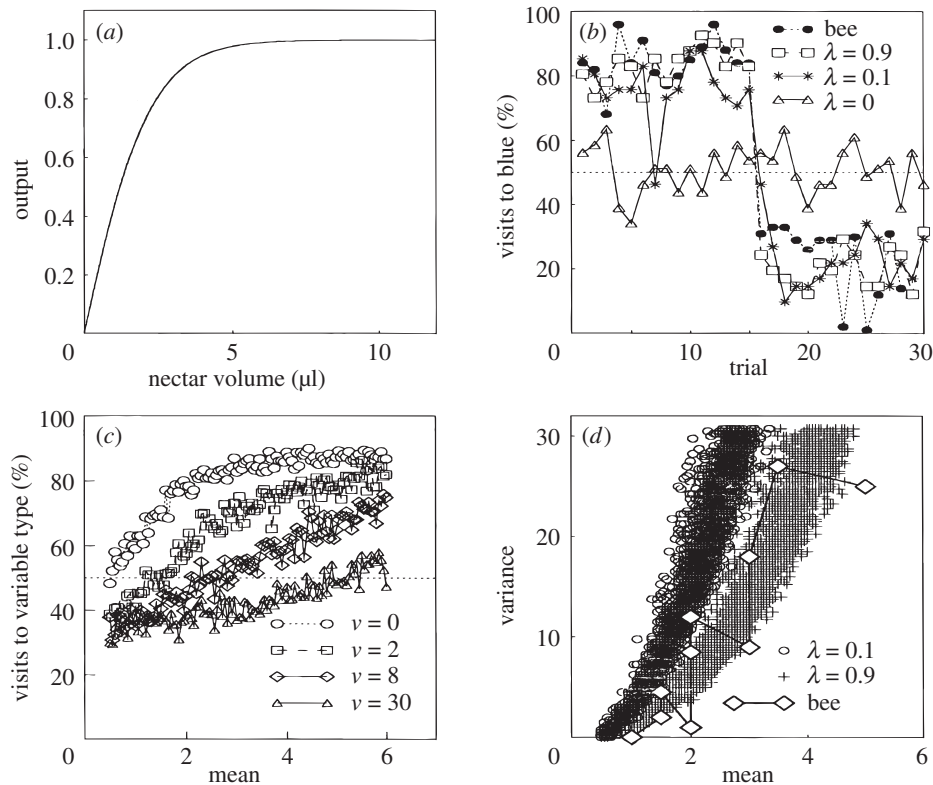 (a)
1.0
0.8
0.6
0.4
0.2
0
5
10
output
nectar volume (µl)
(b)
100
80
60
40
20
0
10
20
30
visits to blue (%)
trial
bee
λ = 0.9
λ = 0.1
λ = 0
(c)
100
80
60
40
20
0
2
4
6
visits to variable type (%)
mean
v = 0
v = 2
v = 8
v = 30
(d)
30
20
10
0
2
4
6
variance
mean
λ = 0.1
λ = 0.9
bee